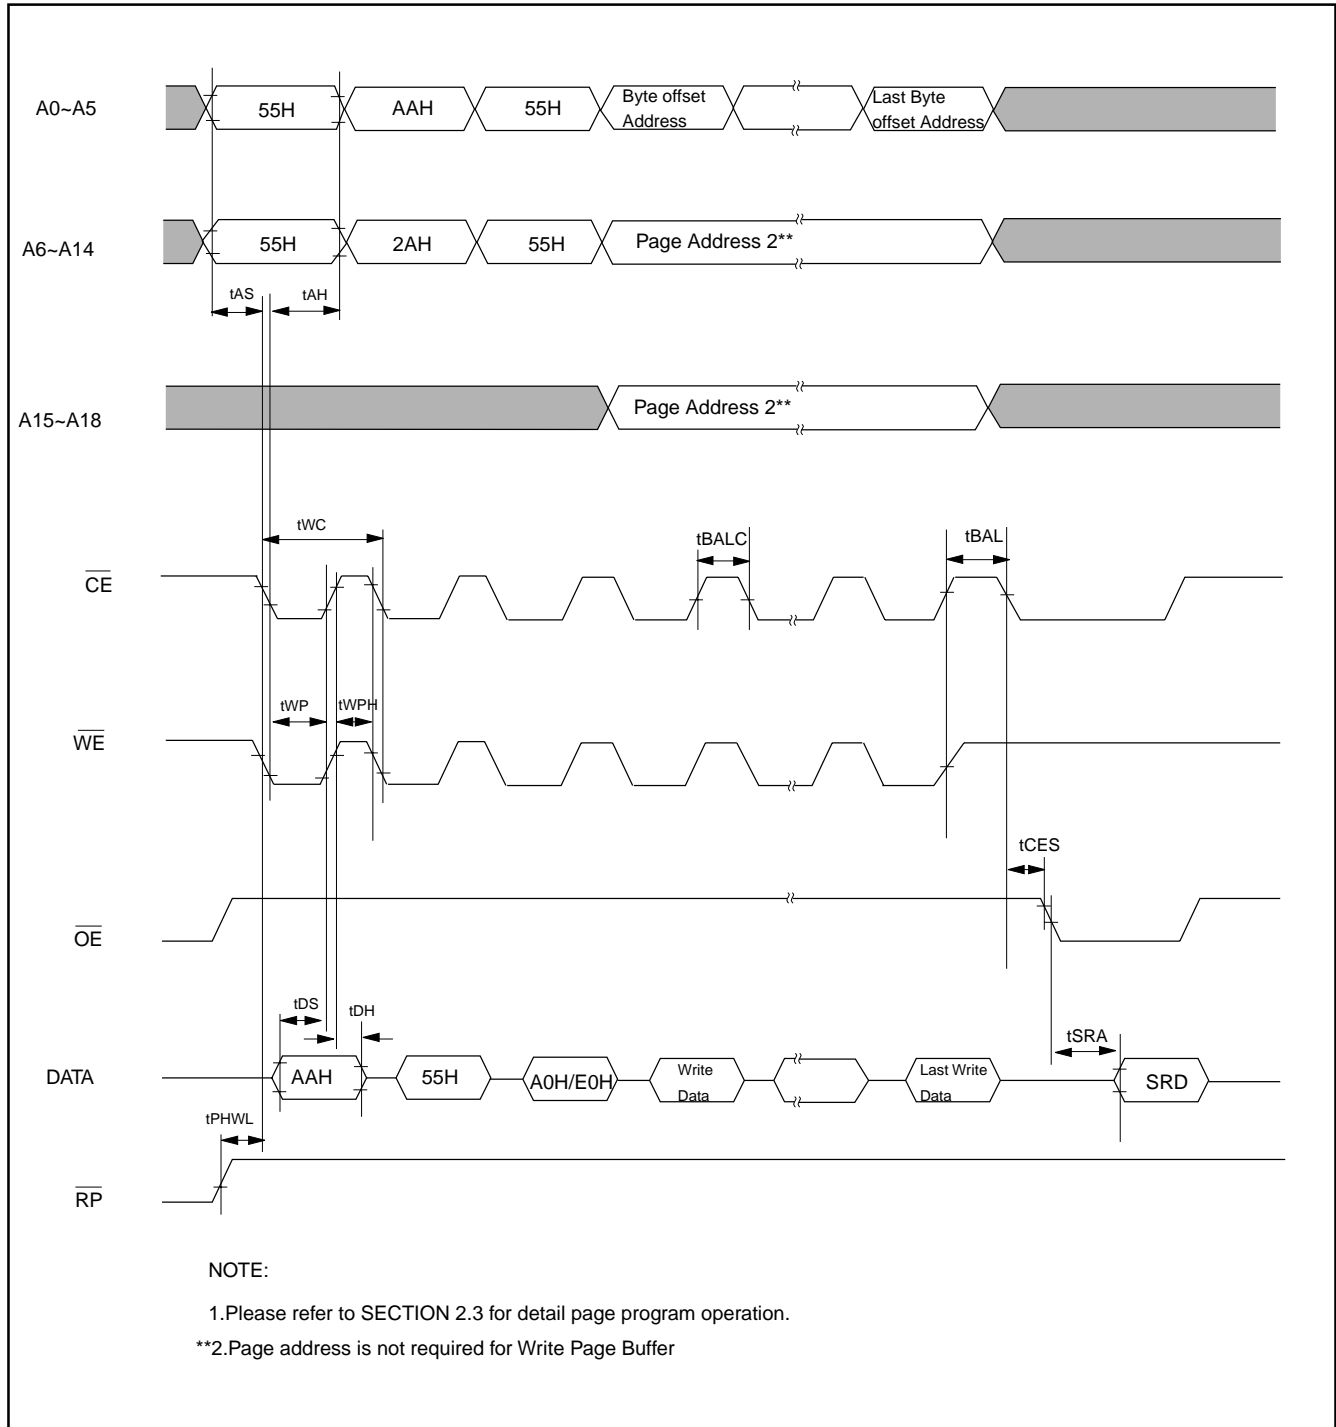 A0~A5
55H
AAH
55H
Byte offset
Address
Last Byte
offset Address
A6~A14
55H
2AH
55H
Page Address 2**
tAS
tAH
A15~A18
Page Address 2**
tWC
tBALC
tBAL
CE
tWP
tWPH
WE
tCES
OE
tDS
tDH
tSRA
DATA
AAH
55H
A0H/E0H
Write
Data
Last Write
Data
SRD
tPHWL
RP
NOTE:
1.Please refer to SECTION 2.3 for detail page program operation.
**2.Page address is not required for Write Page Buffer